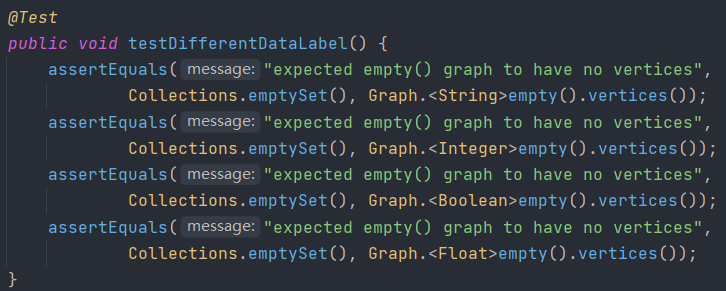 @Test
public void testDifferentDataLabel() {
assertEquals( message: "expected empty() graph to have no vertices",
Collections.emptySet(), Graph.<String>empty().vertices());
assertEquals( message: "expected empty() graph to have no vertices",
Collections.emptySet(), Graph.<Integer>empty().vertices());
assertEquals( message: "expected empty() graph to have no vertices",
Collections.emptySet(), Graph.<Boolean>empty().vertices());
assertEquals( message: "expected empty() graph to have no vertices",
Collections.emptySet(), Graph.<Float>empty().vertices());
}